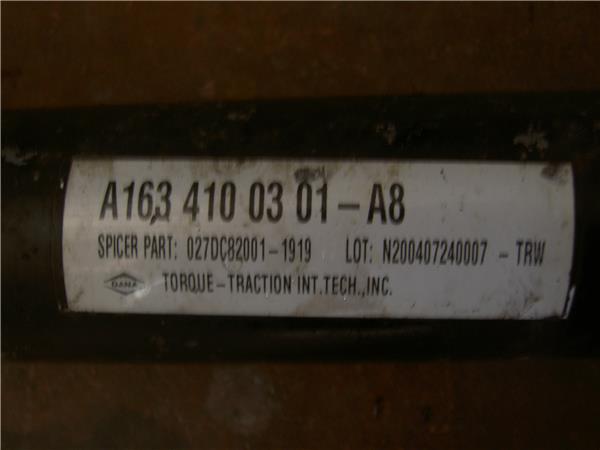 A163 410 03 01-A8
SPICER PART: 027DC82001-1919 LOT: N200407240007 - TRW
DANA TORQUE-TRACTION INT.TECH.,INC.